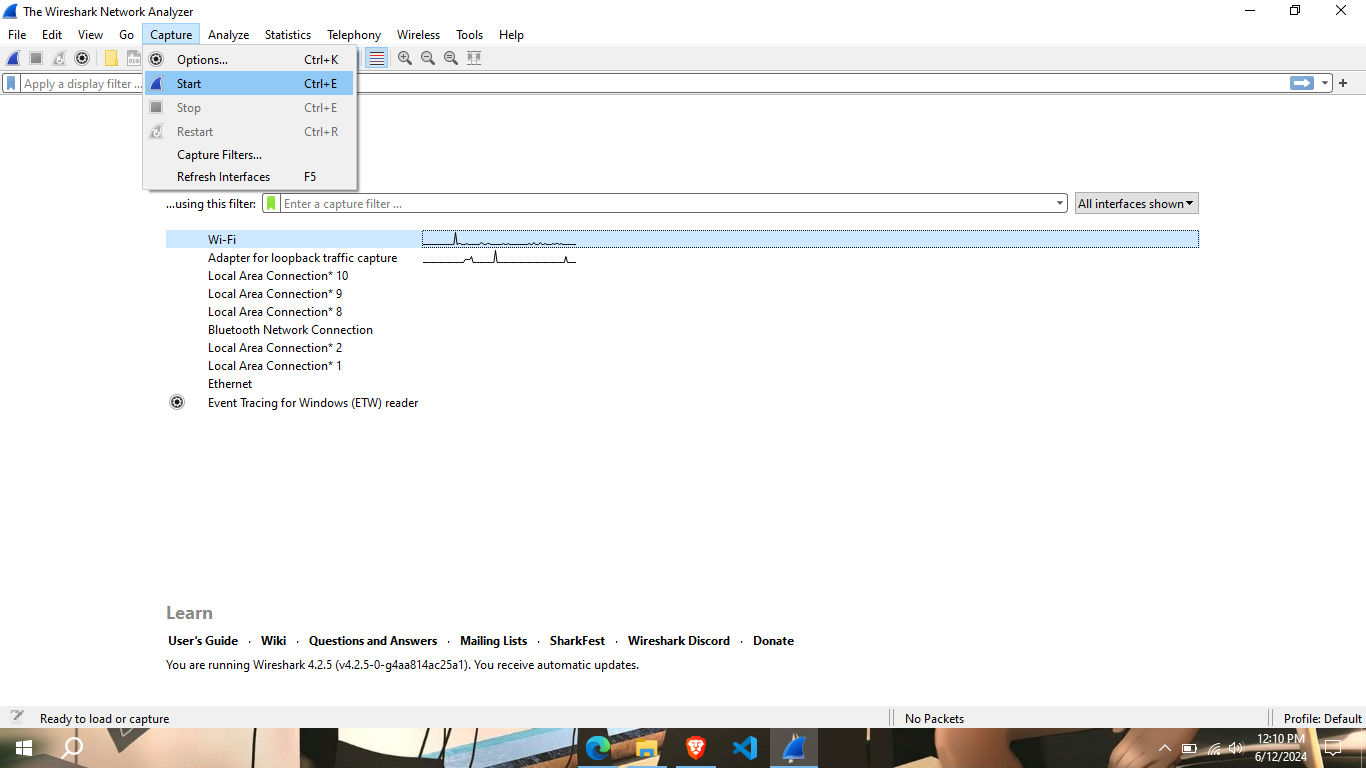 The Wireshark Network Analyzer
File Edit View Go Capture Analyze Statistics Telephony Wireless Tools Help
Options... Ctrl+K
Start Ctrl+E
Stop Ctrl+E
Restart Ctrl+R
Capture Filters...
Refresh Interfaces F5
Apply a display filter ...
...using this filter: Enter a capture filter ... All interfaces shown
Wi-Fi
Adapter for loopback traffic capture
Local Area Connection* 10
Local Area Connection* 9
Local Area Connection* 8
Bluetooth Network Connection
Local Area Connection* 2
Local Area Connection* 1
Ethernet
Event Tracing for Windows (ETW) reader
Learn
User's Guide · Wiki · Questions and Answers · Mailing Lists · SharkFest · Wireshark Discord · Donate
You are running Wireshark 4.2.5 (v4.2.5-0-g4aa814ac25a1). You receive automatic updates.
Ready to load or capture No Packets Profile: Default
12:10 PM
6/12/2024